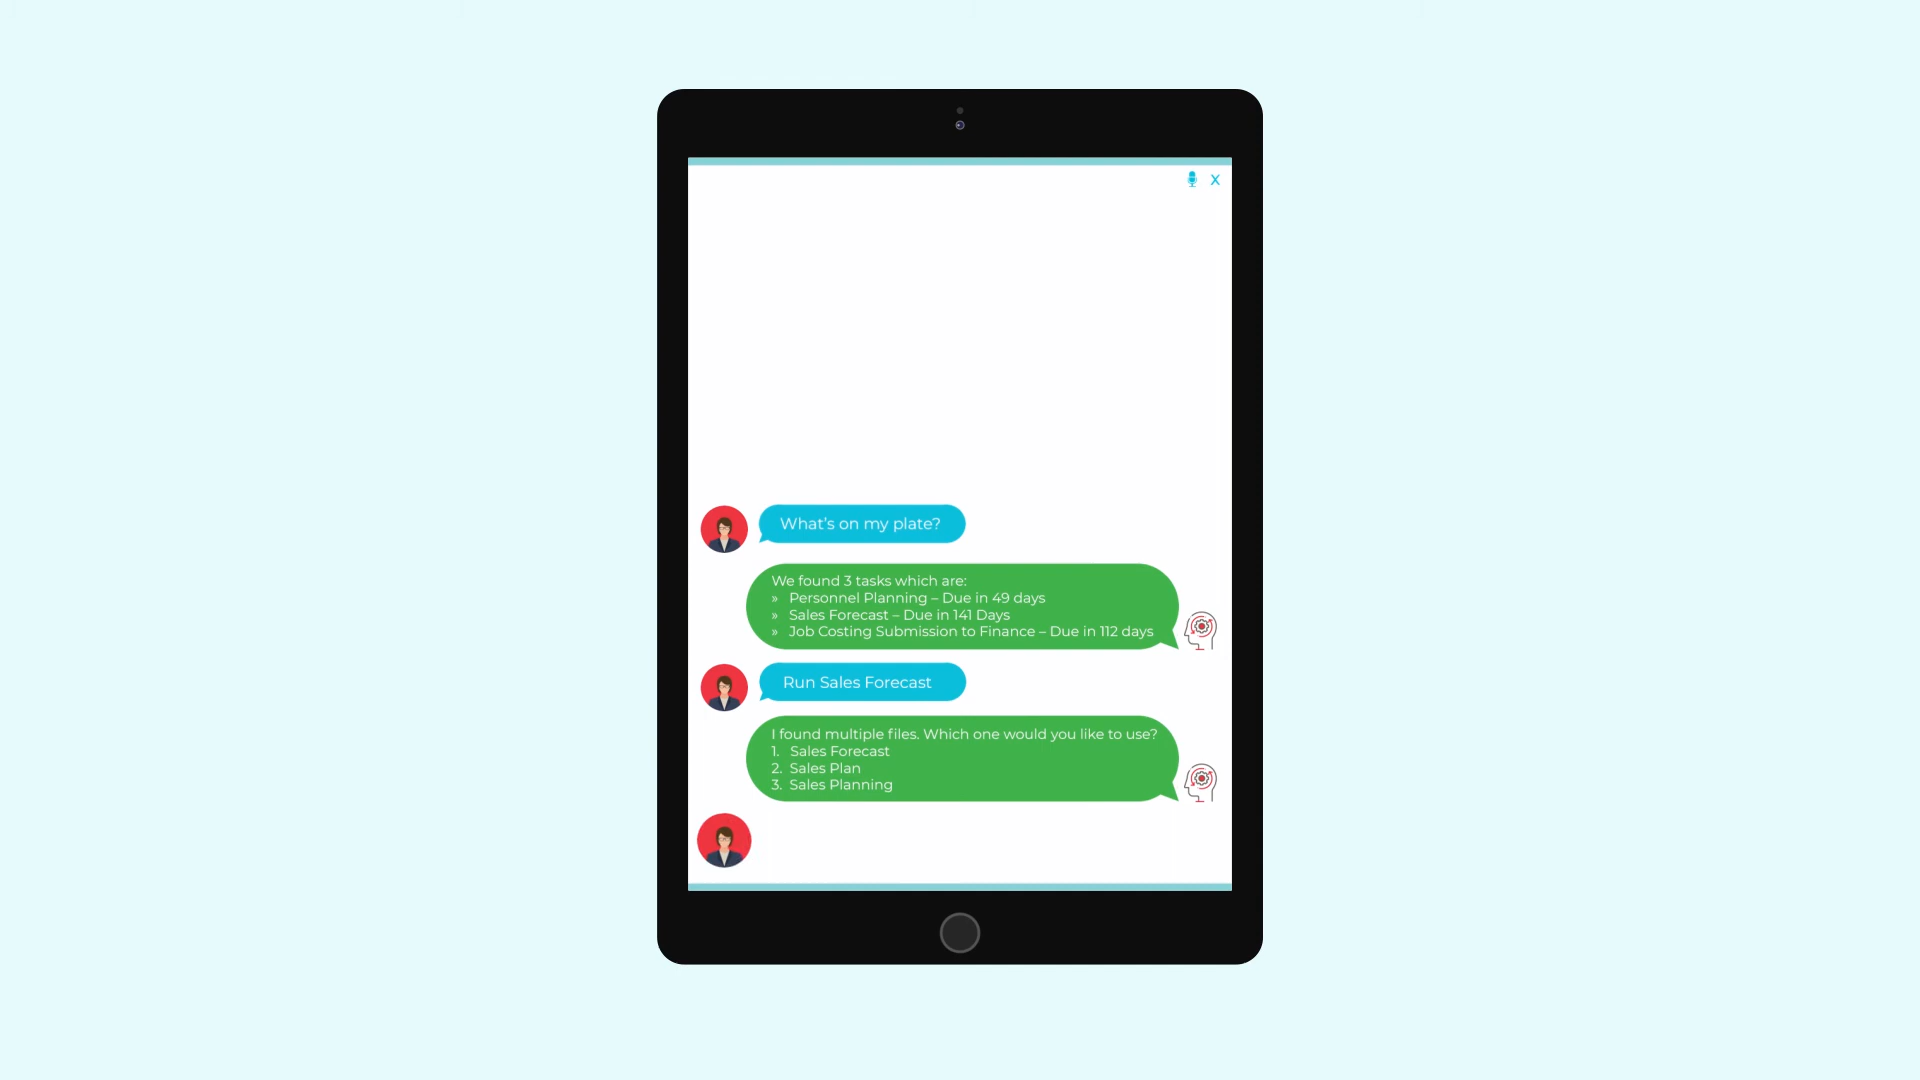 X
What's on my plate?
We found 3 tasks which are:
» Personnel Planning – Due in 49 days
» Sales Forecast – Due in 141 Days
» Job Costing Submission to Finance – Due in 112 days
Run Sales Forecast
I found multiple files. Which one would you like to use?
1. Sales Forecast
2. Sales Plan
3. Sales Planning